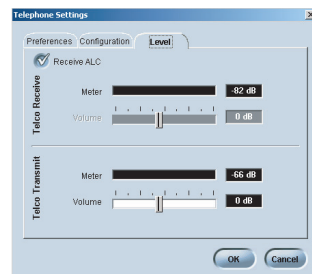 Telephone Settings
Preferences Configuration Level
Receive ALC
Telco Receive
Meter -82 dB
Volume 0 dB
Telco Transmit
Meter -66 dB
Volume 0 dB
OK Cancel